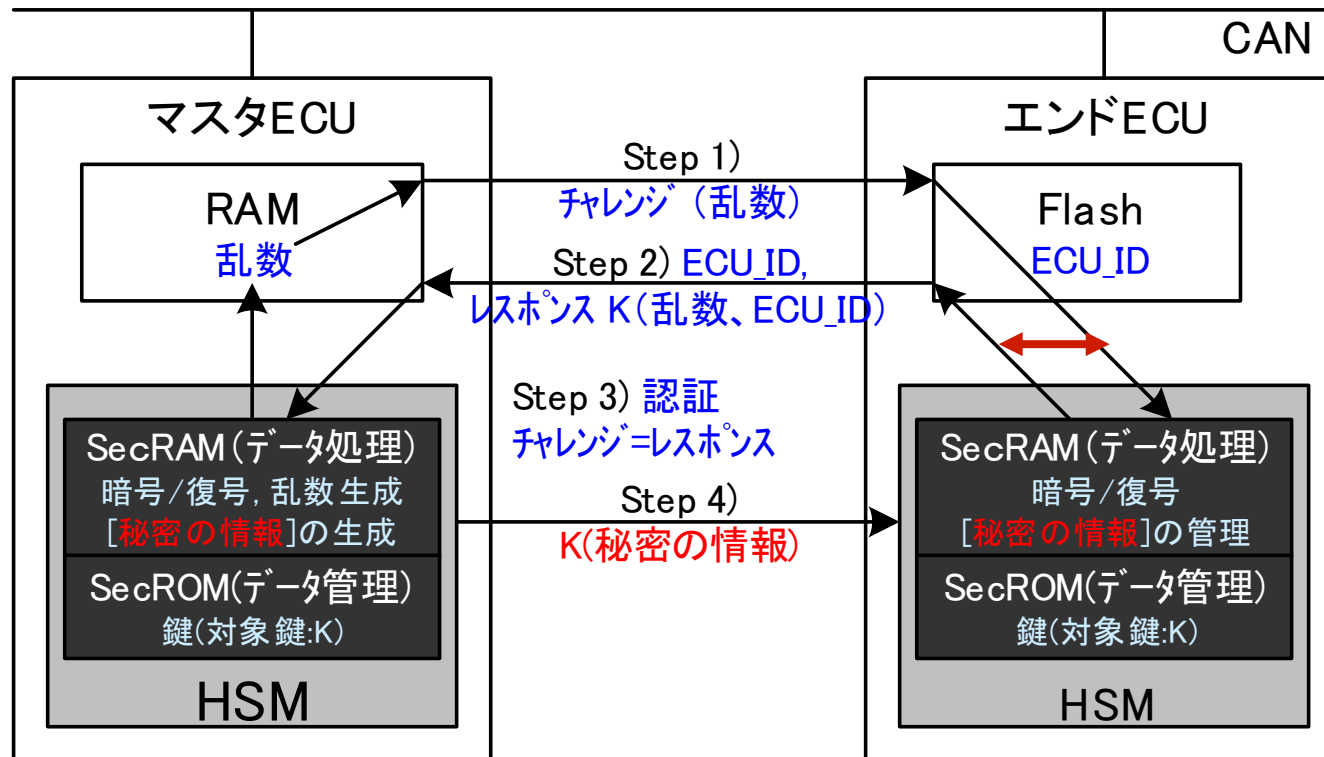 CAN
マスタECU
RAM
乱数
Step 1)
チャレンジ（乱数）
Step 2) ECU_ID,
レスポンス K（乱数、ECU_ID）
エンドECU
Flash
ECU_ID
Step 3) 認証
チャレンジ=レスポンス
Step 4)
K(秘密の情報)
SecRAM（データ処理）
暗号/復号, 乱数生成
[秘密の情報]の生成
SecROM(データ管理)
鍵(対象鍵:K)
HSM
SecRAM（データ処理）
暗号/復号
[秘密の情報]の管理
SecROM(データ管理)
鍵(対象鍵:K)
HSM